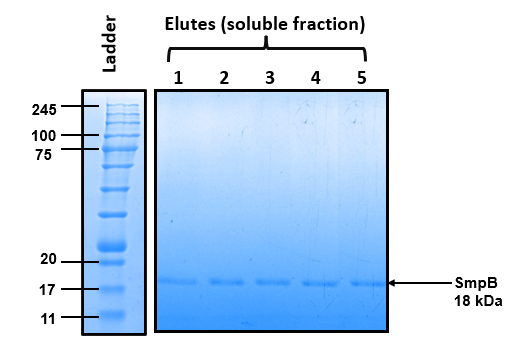 Ladder
Elutes (soluble fraction)
1 2 3 4 5
245
100
75
20
17
11
SmpB
18 kDa